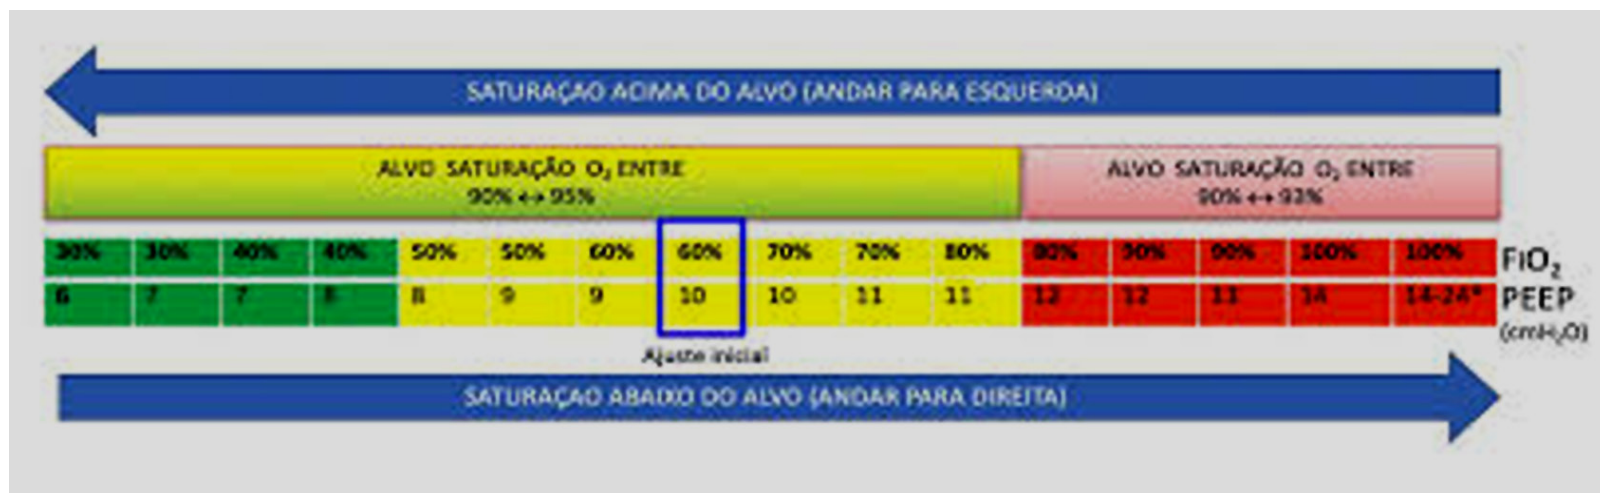 SATURAÇÃO ACIMA DO ALVO (ANDAR PARA ESQUERDA)
ALVO SATURAÇÃO O₂ ENTRE
90% ↔ 95%
ALVO SATURAÇÃO O₂ ENTRE
90% ↔ 93%
30% 30% 40% 40% 50% 50% 60% 60% 70% 70% 80% 80% 90% 90% 100% 100% FiO₂
6 7 7 8 8 9 9 10 10 11 11 12 12 13 14 14-24* PEEP
(cmH₂O)
Ajuste inicial
SATURAÇÃO ABAIXO DO ALVO (ANDAR PARA DIREITA)